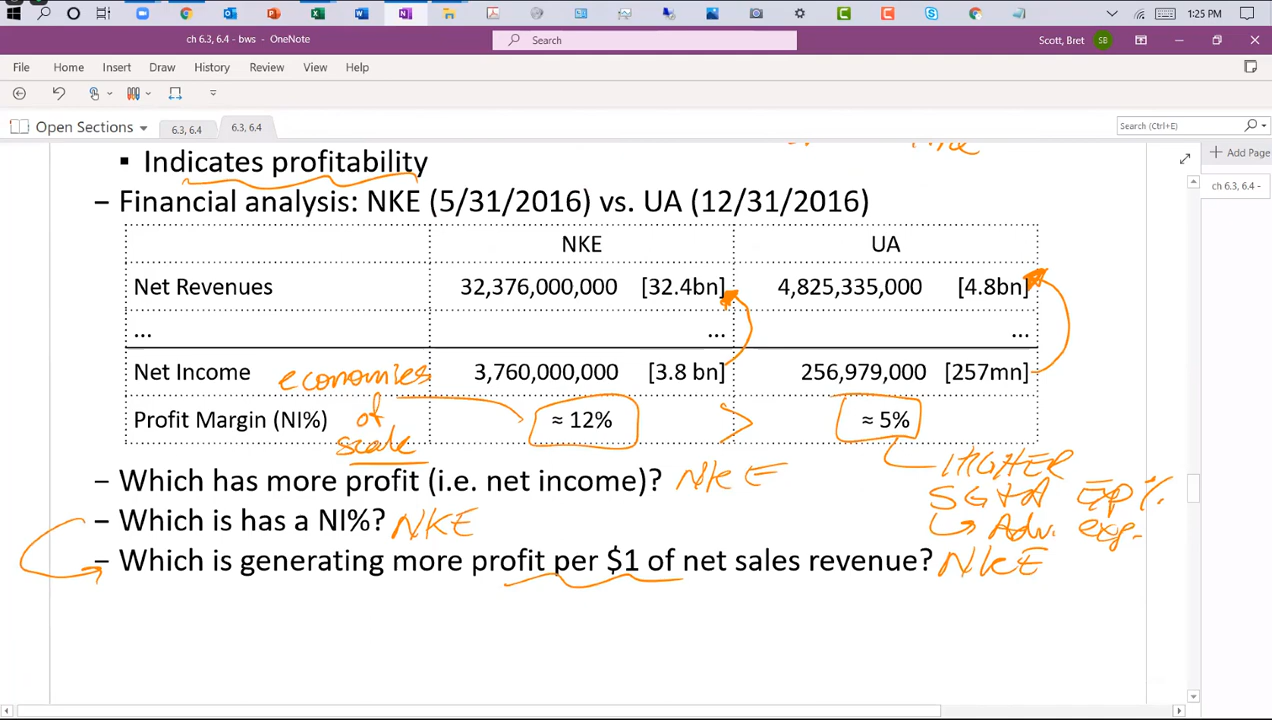 1:25 PM
ch 6.3, 6.4 - bws - OneNote
Search
Scott, Bret
SB
File Home Insert Draw History Review View Help
Open Sections
6.3, 6.4
6.3, 6.4
Search (Ctrl+E)
Add Page
ch 6.3, 6.4 -
▪ Indicates profitability
– Financial analysis: NKE (5/31/2016) vs. UA (12/31/2016)
NKE UA
Net Revenues 32,376,000,000 [32.4bn] 4,825,335,000 [4.8bn]
... ... ...
Net Income 3,760,000,000 [3.8 bn] 256,979,000 [257mn]
economies
Profit Margin (NI%) ≈ 12% > ≈ 5%
of
scale
HIGHER
– Which has more profit (i.e. net income)? NKE
SG+A Exp %
– Which is has a NI%? NKE
Adv. exp.
– Which is generating more profit per $1 of net sales revenue? NKE